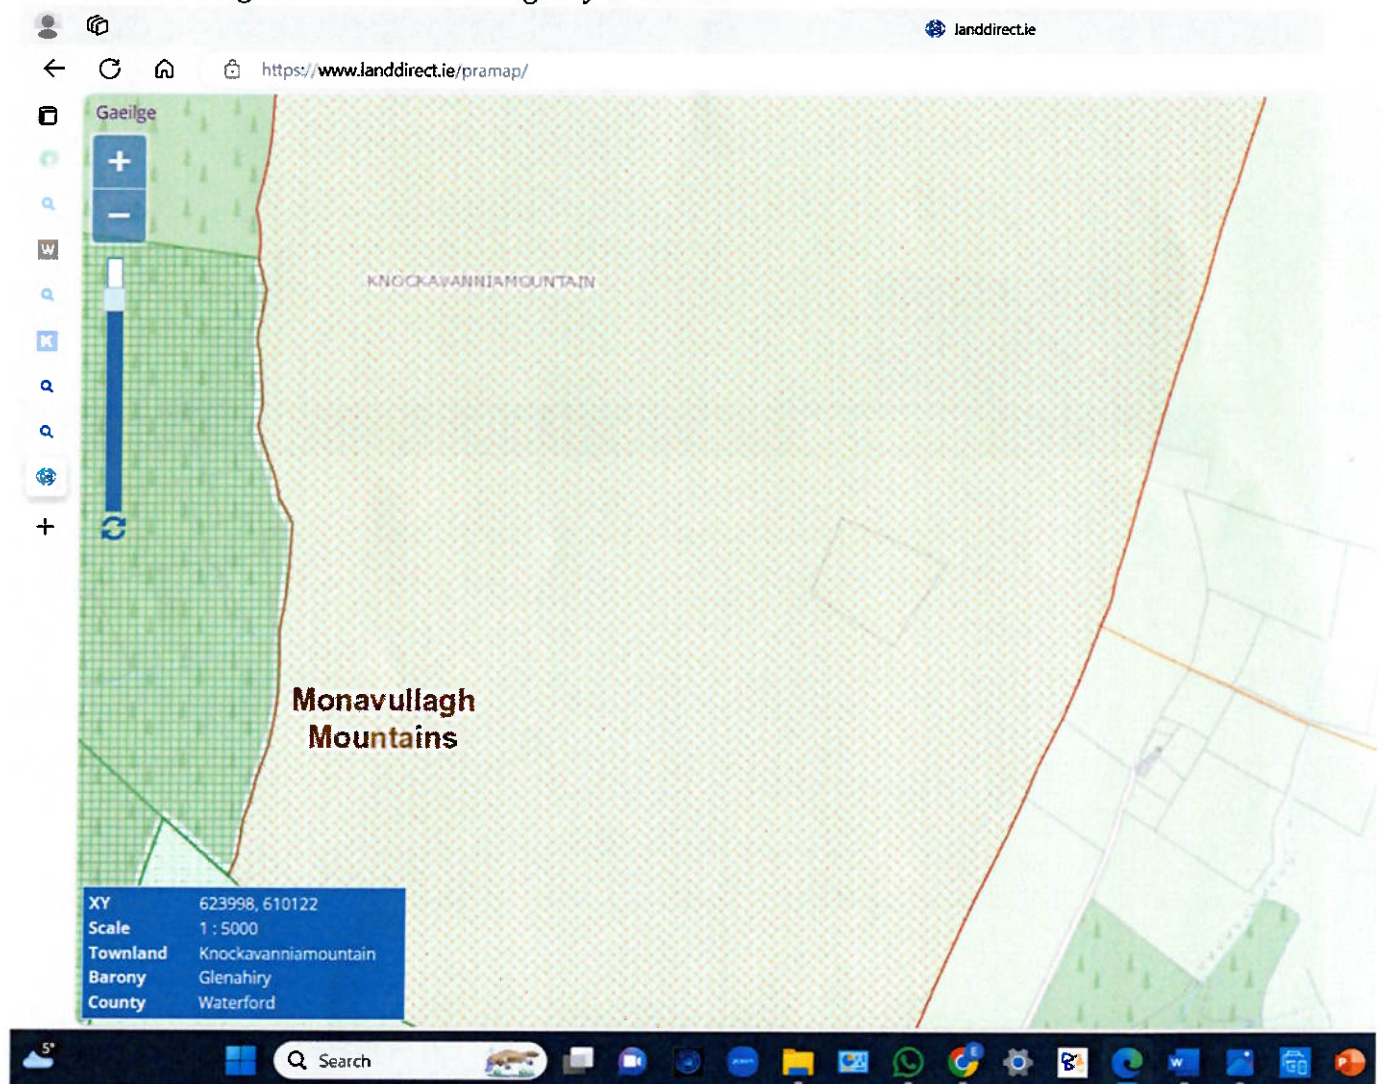 landdirect.ie
https://www.landdirect.ie/pramap/
Gaeilge
+
−
KNOCKAVANNIAMOUNTAIN
Monavullagh
Mountains
XY 623998, 610122
Scale 1 : 5000
Townland Knockavanniamountain
Barony Glenahiry
County Waterford
5°
Search